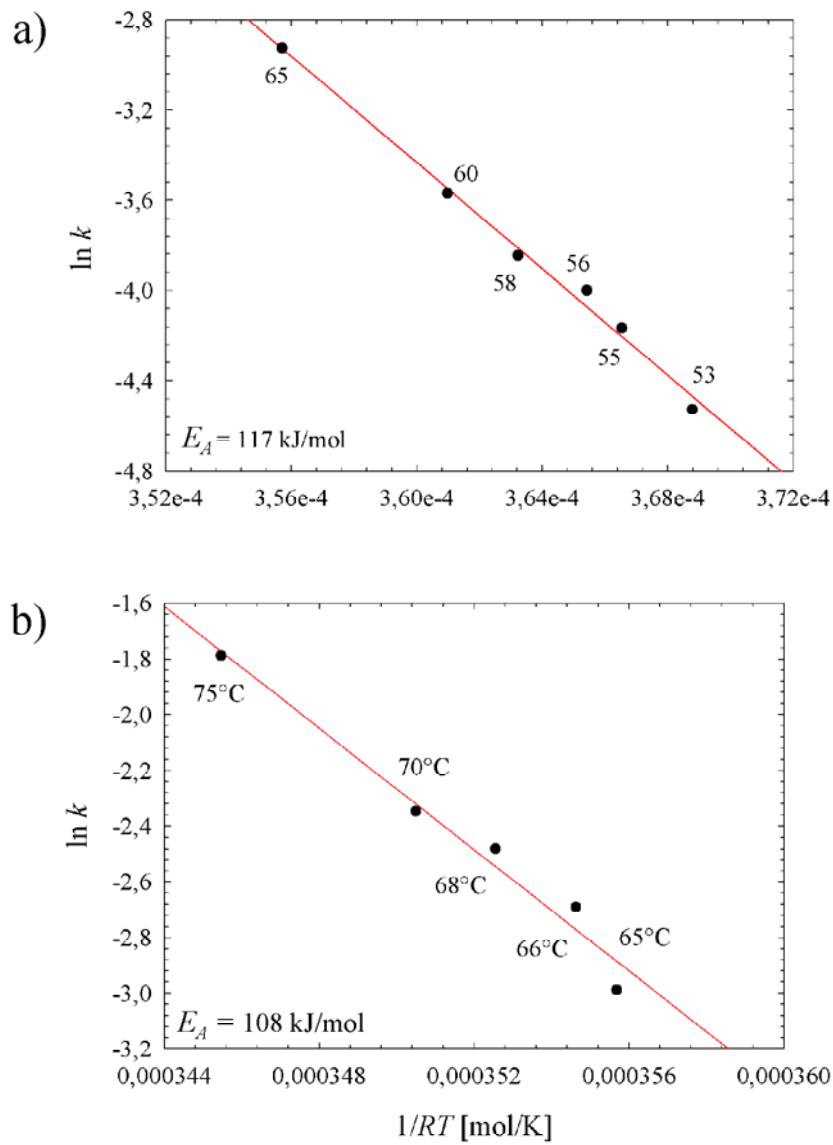 a)
-2,8
-3,2
-3,6
-4,0
-4,4
-4,8
ln k
65
60
58
56
55
53
E_A = 117 kJ/mol
3,52e-4 3,56e-4 3,60e-4 3,64e-4 3,68e-4 3,72e-4
b)
-1,6
-1,8
-2,0
-2,2
-2,4
-2,6
-2,8
-3,0
-3,2
ln k
75°C
70°C
68°C
66°C
65°C
E_A = 108 kJ/mol
0,000344 0,000348 0,000352 0,000356 0,000360
1/RT [mol/K]